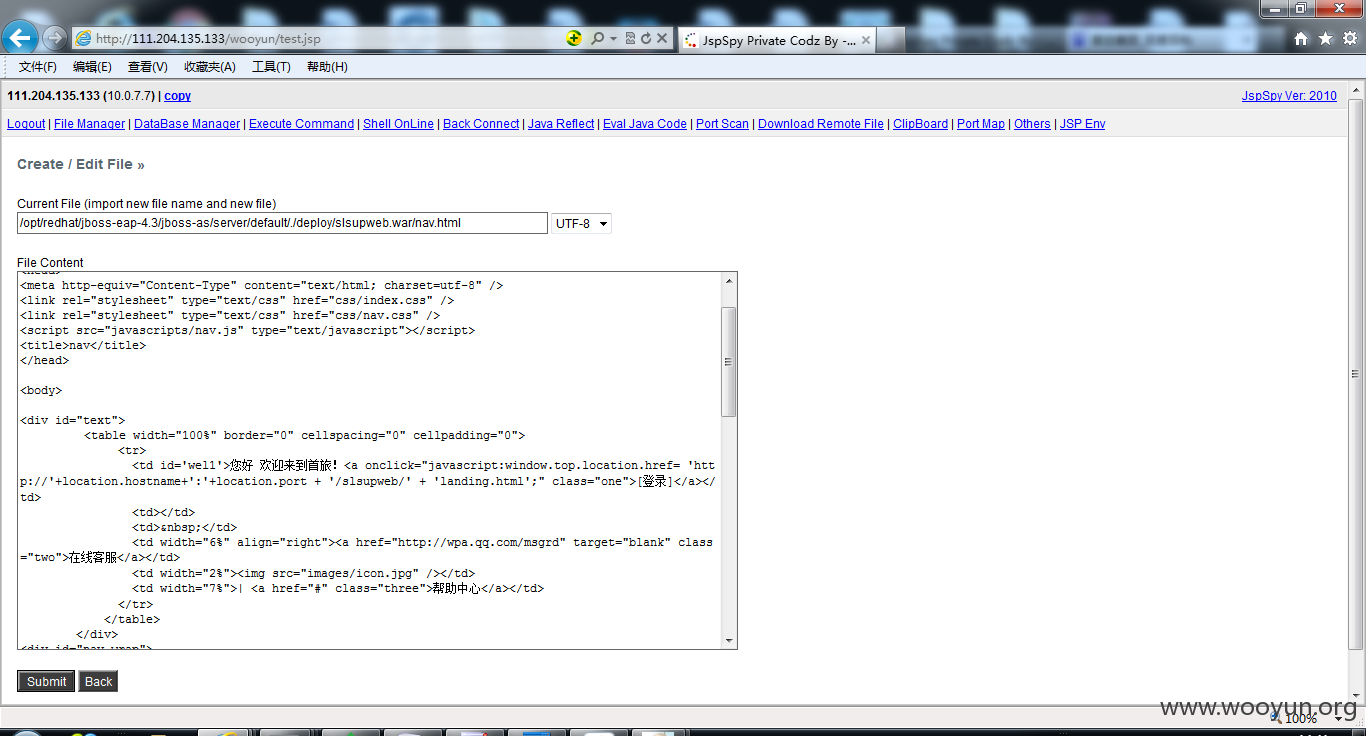 http://111.204.135.133/wooyun/test.jsp
JspSpy Private Codz By -...
文件(F) 编辑(E) 查看(V) 收藏夹(A) 工具(T) 帮助(H)
111.204.135.133 (10.0.7.7) | copy
JspSpy Ver: 2010
Logout | File Manager | DataBase Manager | Execute Command | Shell OnLine | Back Connect | Java Reflect | Eval Java Code | Port Scan | Download Remote File | ClipBoard | Port Map | Others | JSP Env
Create / Edit File »
Current File (import new file name and new file)
/opt/redhat/jboss-eap-4.3/jboss-as/server/default/./deploy/slsupweb.war/nav.html
UTF-8
File Content
<head>
<meta http-equiv="Content-Type" content="text/html; charset=utf-8" />
<link rel="stylesheet" type="text/css" href="css/index.css" />
<link rel="stylesheet" type="text/css" href="css/nav.css" />
<script src="javascripts/nav.js" type="text/javascript"></script>
<title>nav</title>
</head>
<body>
<div id="text">
<table width="100%" border="0" cellspacing="0" cellpadding="0">
<tr>
<td id='wel1'>您好 欢迎来到首旅! <a onclick="javascript:window.top.location.href= 'htt
p://'+location.hostname+':'+location.port + '/slsupweb/' + 'landing.html';" class="one">[登录]</a></
td>
<td></td>
<td>&nbsp;</td>
<td width="6%" align="right"><a href="http://wpa.qq.com/msgrd" target="blank" class
="two">在线客服</a></td>
<td width="2%"><img src="images/icon.jpg" /></td>
<td width="7%">| <a href="#" class="three">帮助中心</a></td>
</tr>
</table>
</div>
<div id="nav_wrap">
Submit
Back
www.wooyun.org
100%